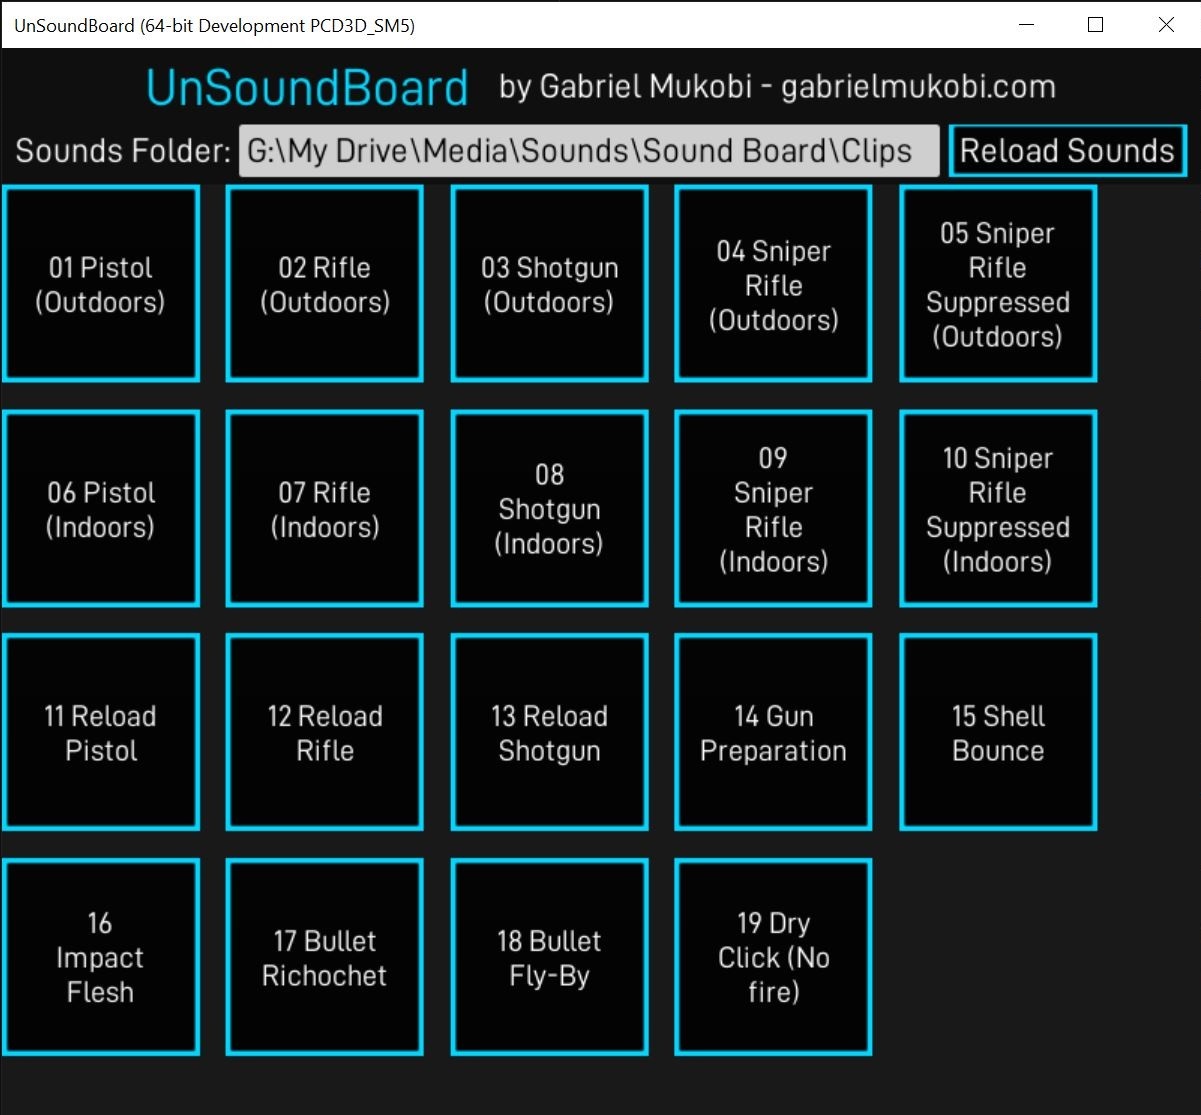 UnSoundBoard (64-bit Development PCD3D_SM5)
UnSoundBoard by Gabriel Mukobi - gabrielmukobi.com
Sounds Folder: G:\My Drive\Media\Sounds\Sound Board\Clips Reload Sounds
01 Pistol
(Outdoors)
02 Rifle
(Outdoors)
03 Shotgun
(Outdoors)
04 Sniper
Rifle
(Outdoors)
05 Sniper
Rifle
Suppressed
(Outdoors)
06 Pistol
(Indoors)
07 Rifle
(Indoors)
08
Shotgun
(Indoors)
09
Sniper
Rifle
(Indoors)
10 Sniper
Rifle
Suppressed
(Indoors)
11 Reload
Pistol
12 Reload
Rifle
13 Reload
Shotgun
14 Gun
Preparation
15 Shell
Bounce
16
Impact
Flesh
17 Bullet
Richochet
18 Bullet
Fly-By
19 Dry
Click (No
fire)